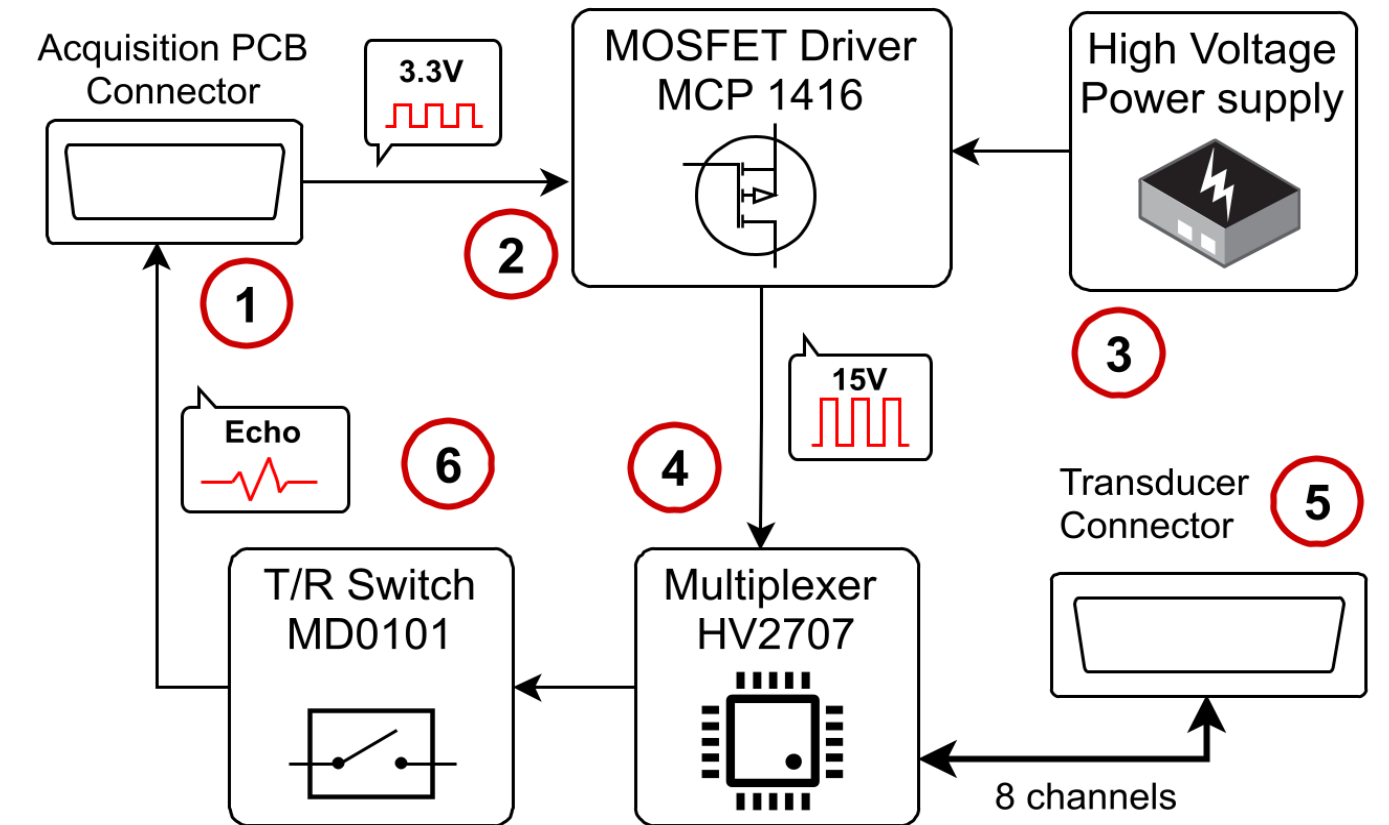 Acquisition PCB
Connector
3.3V
MOSFET Driver
MCP 1416
High Voltage
Power supply
1
2
3
15V
Echo
6
4
Transducer
Connector
5
T/R Switch
MD0101
Multiplexer
HV2707
8 channels